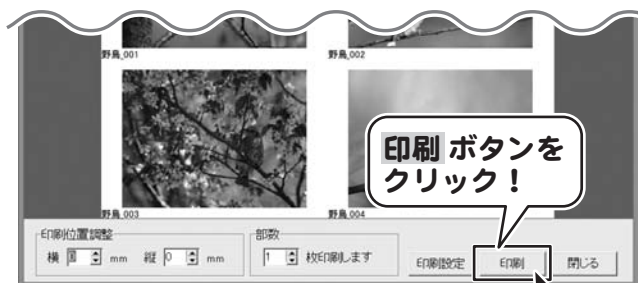 野鳥_001
野鳥_002
印刷 ボタンを
クリック！
野鳥_003
野鳥_004
印刷位置調整
部数
横 0 mm 縦 0 mm
1 枚印刷します
印刷設定
印刷
閉じる